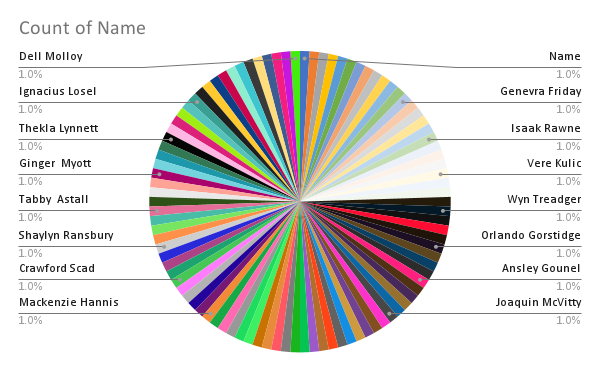 Count of Name
Dell Molloy
1.0%
Ignacius Losel
1.0%
Thekla Lynnett
1.0%
Ginger Myott
1.0%
Tabby Astall
1.0%
Shaylyn Ransbury
1.0%
Crawford Scad
1.0%
Mackenzie Hannis
1.0%
Name
1.0%
Genevra Friday
1.0%
Isaak Rawne
1.0%
Vere Kulic
1.0%
Wyn Treadger
1.0%
Orlando Gorstidge
1.0%
Ansley Gounel
1.0%
Joaquin McVitty
1.0%